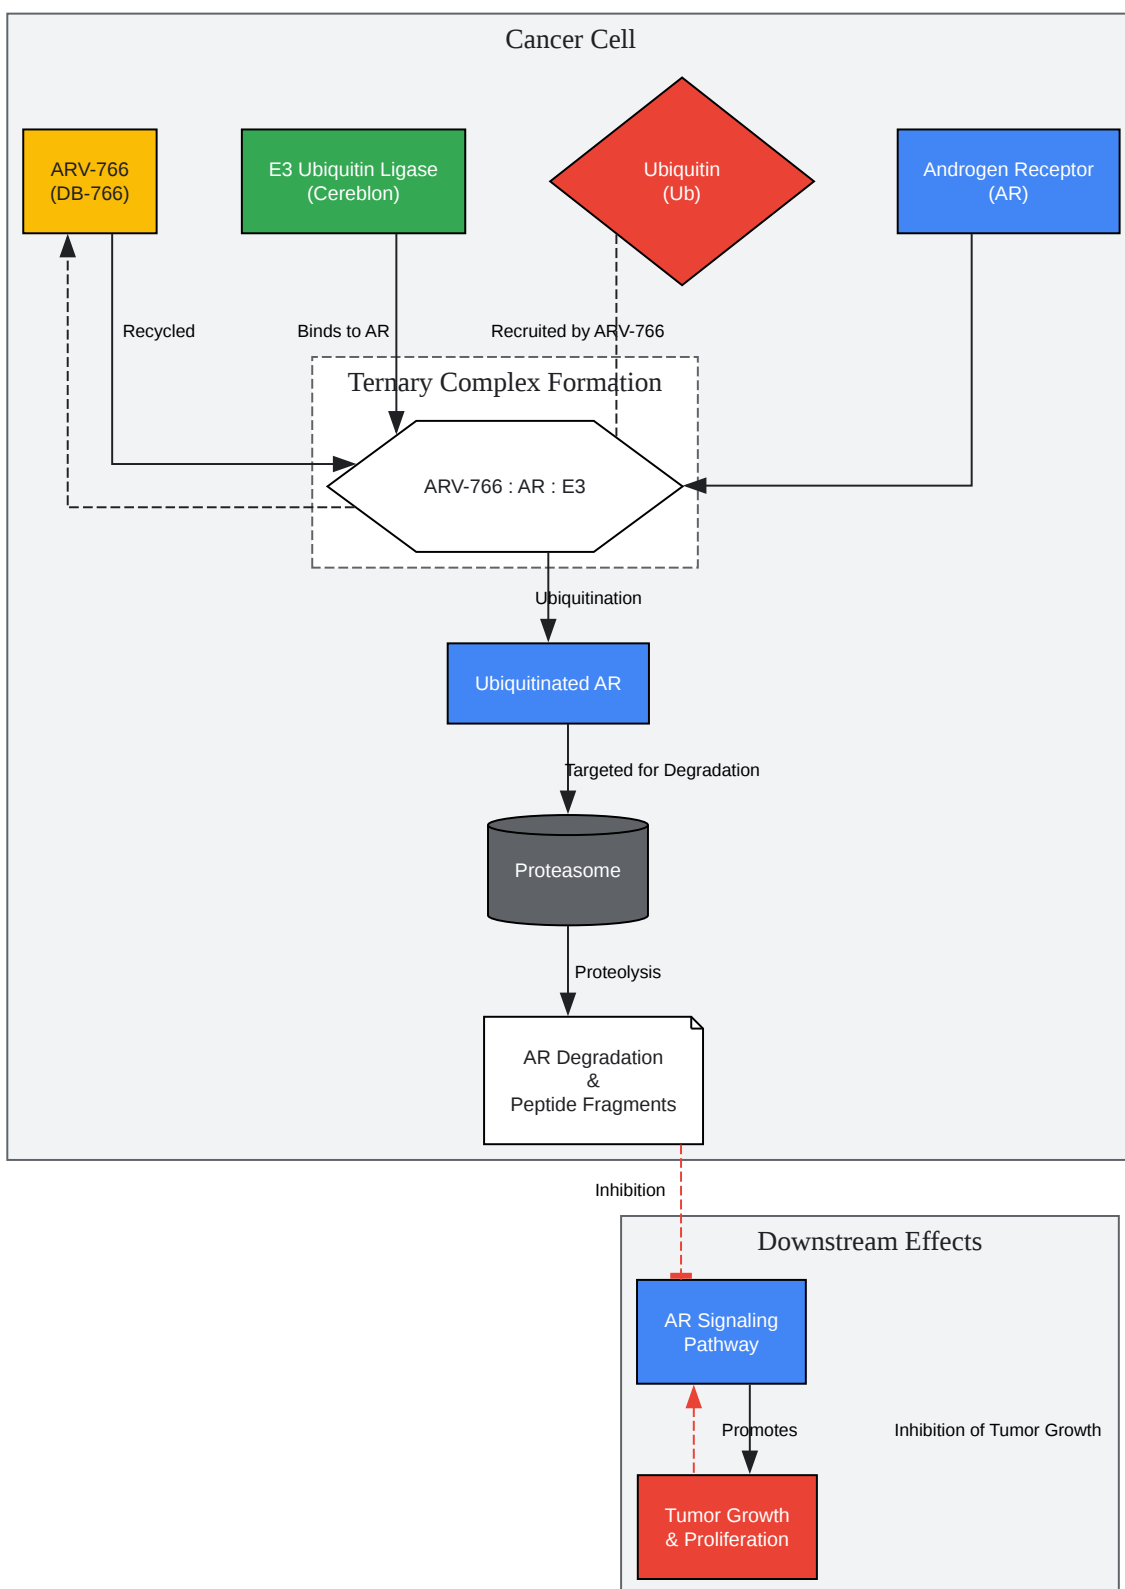 Cancer Cell
ARV-766
(DB-766)
E3 Ubiquitin Ligase
(Cereblon)
Ubiquitin
(Ub)
Androgen Receptor
(AR)
Recycled
Binds to AR
Recruited by ARV-766
Ternary Complex Formation
ARV-766 : AR : E3
Ubiquitination
Ubiquitinated AR
Targeted for Degradation
Proteasome
Proteolysis
AR Degradation
&
Peptide Fragments
Inhibition
Downstream Effects
AR Signaling
Pathway
Promotes
Inhibition of Tumor Growth
Tumor Growth
& Proliferation